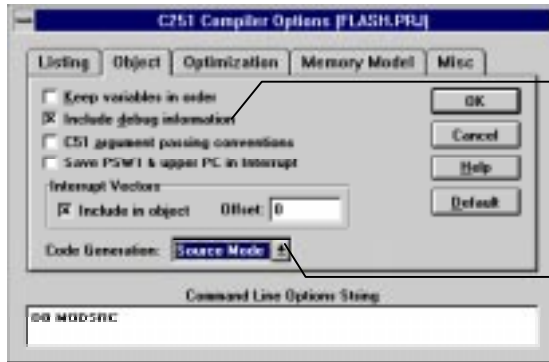 C251 Compiler Options [FLASH.PRJ]
Listing Object Optimization Memory Model Misc
Keep variables in order
Include debug information
C51 argument passing conventions
Save PSW1 & upper PC in Interrupt
Interrupt Vectors
Include in object Offset: 0
Code Generation: Source Mode
OK
Cancel
Help
Default
Command Line Options String
DB MODSRC